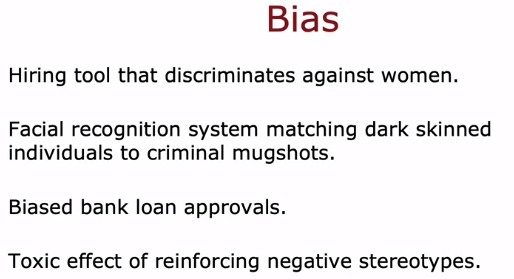 Bias
Hiring tool that discriminates against women.
Facial recognition system matching dark skinned
individuals to criminal mugshots.
Biased bank loan approvals.
Toxic effect of reinforcing negative stereotypes.